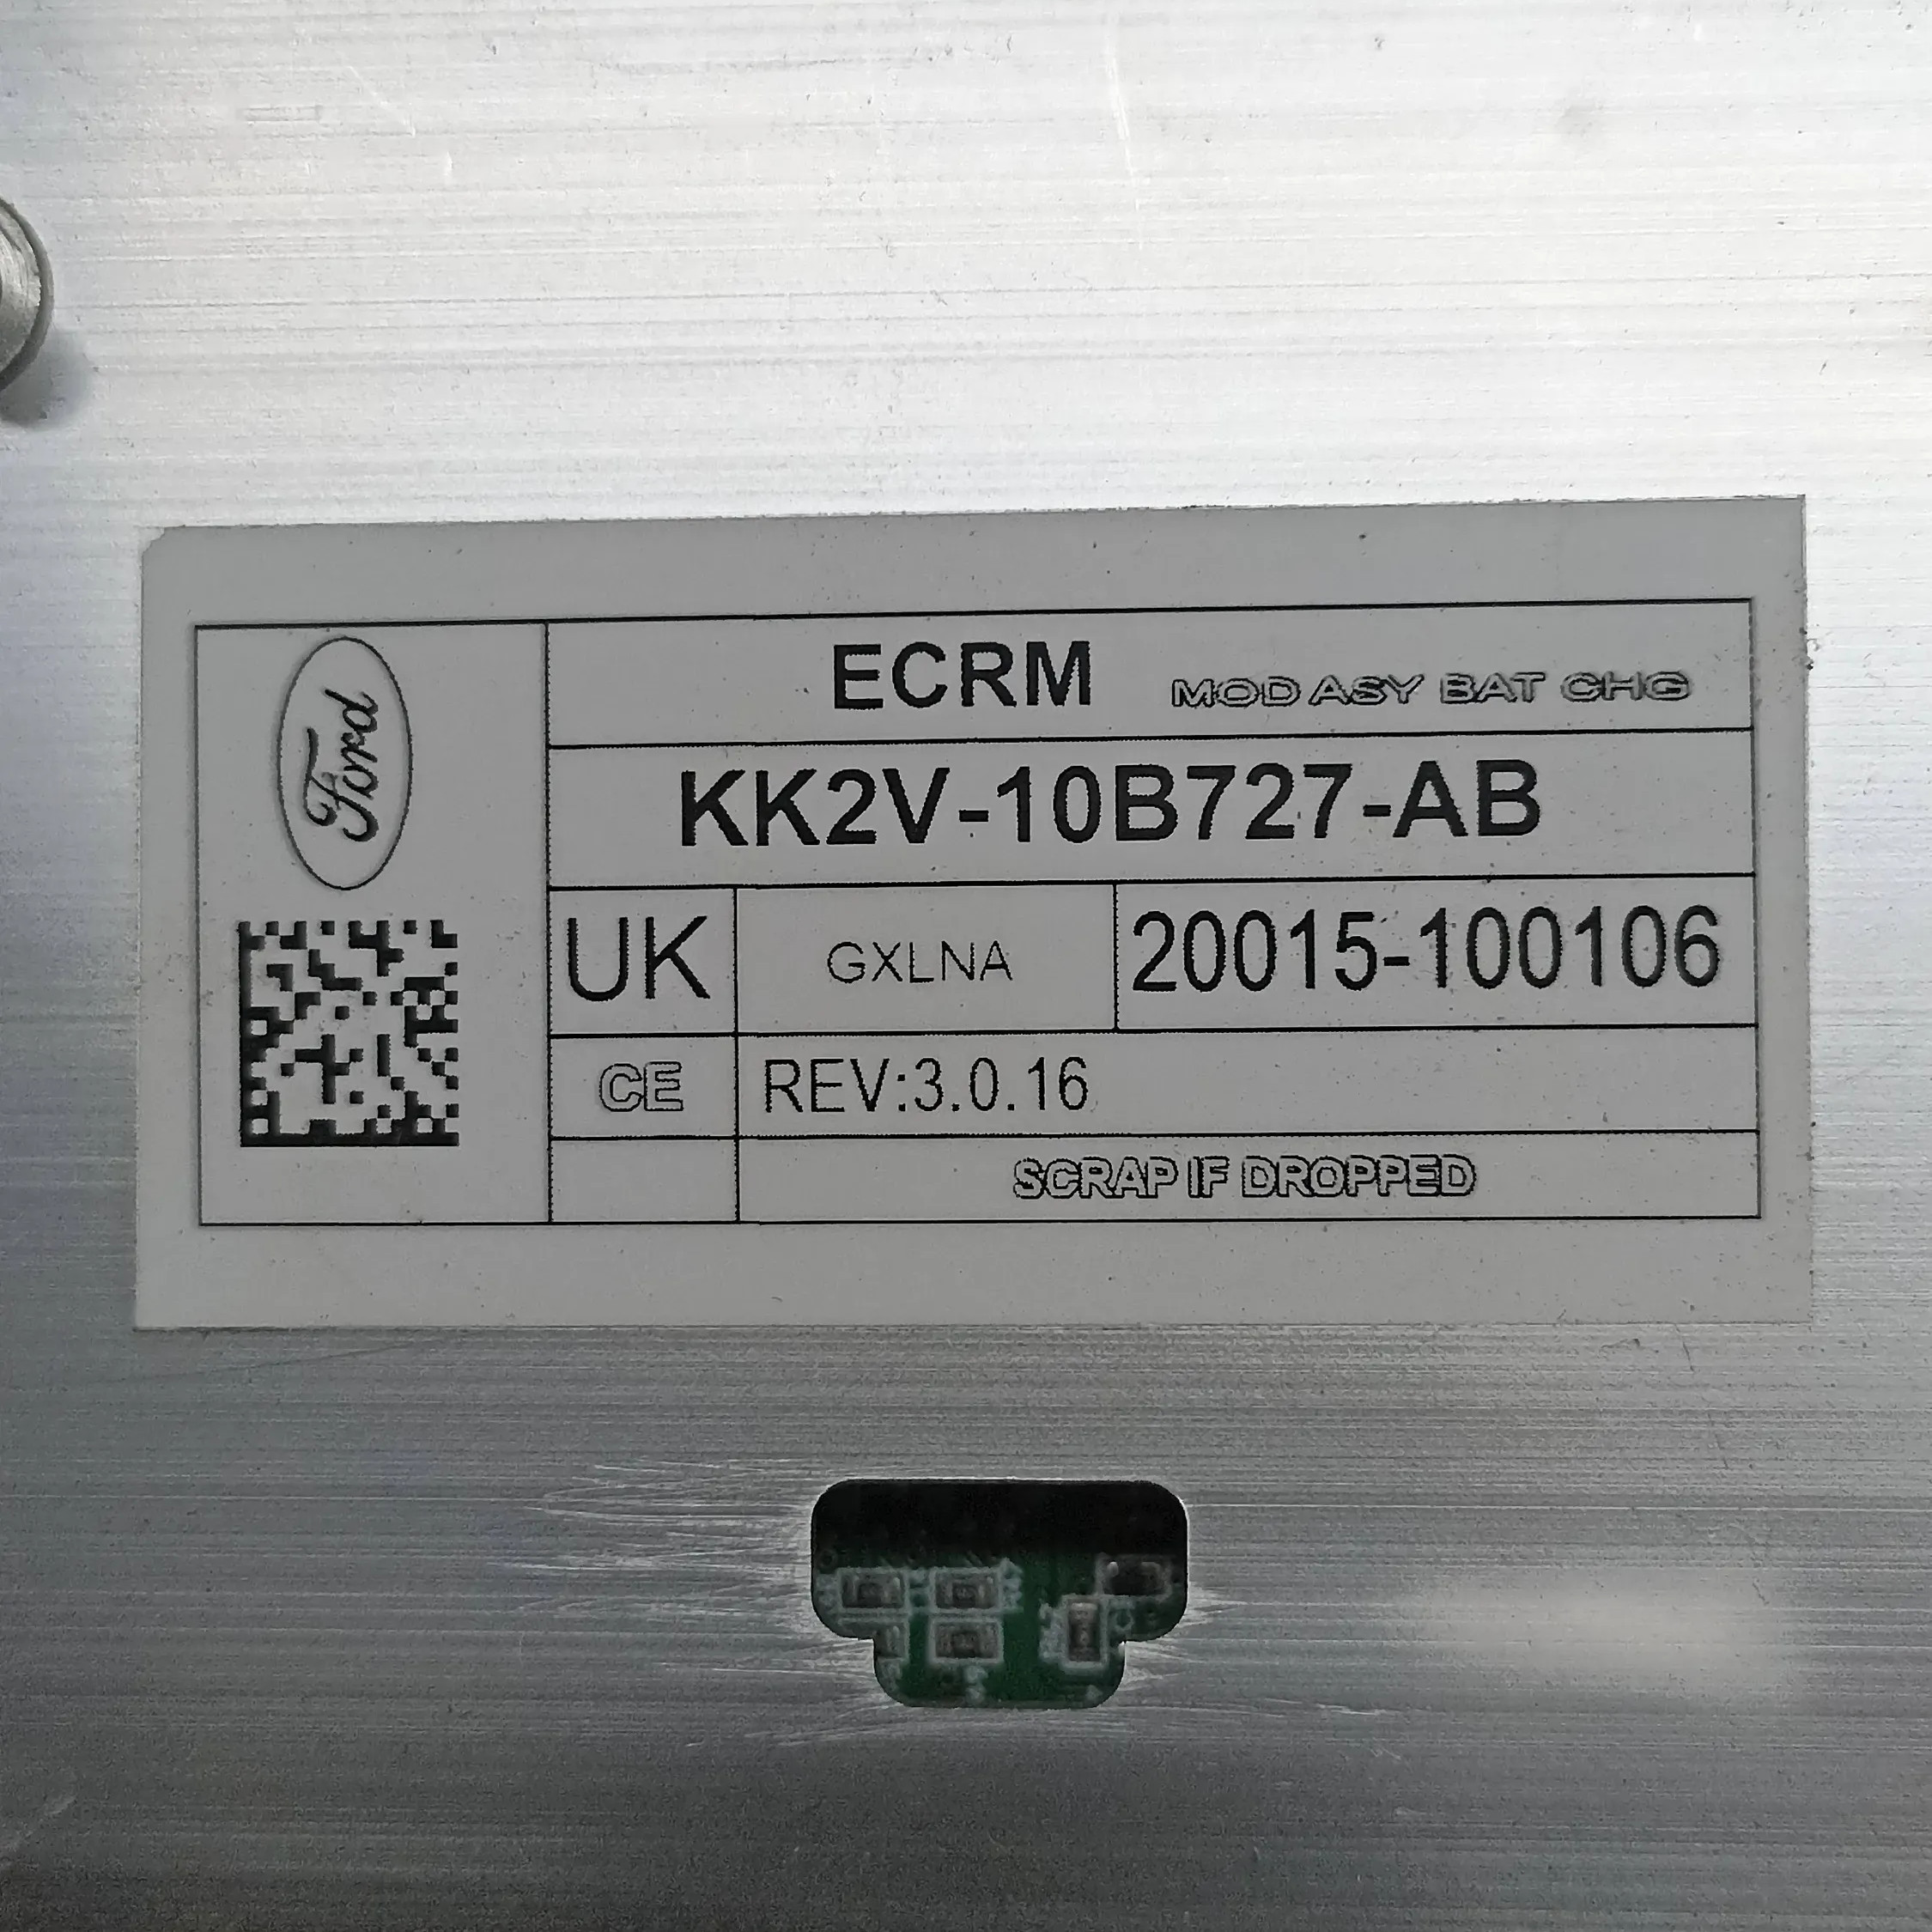 Ford
ECRM MOD ASY BAT CHG
KK2V-10B727-AB
UK GXLNA 20015-100106
CE REV:3.0.16
SCRAP IF DROPPED